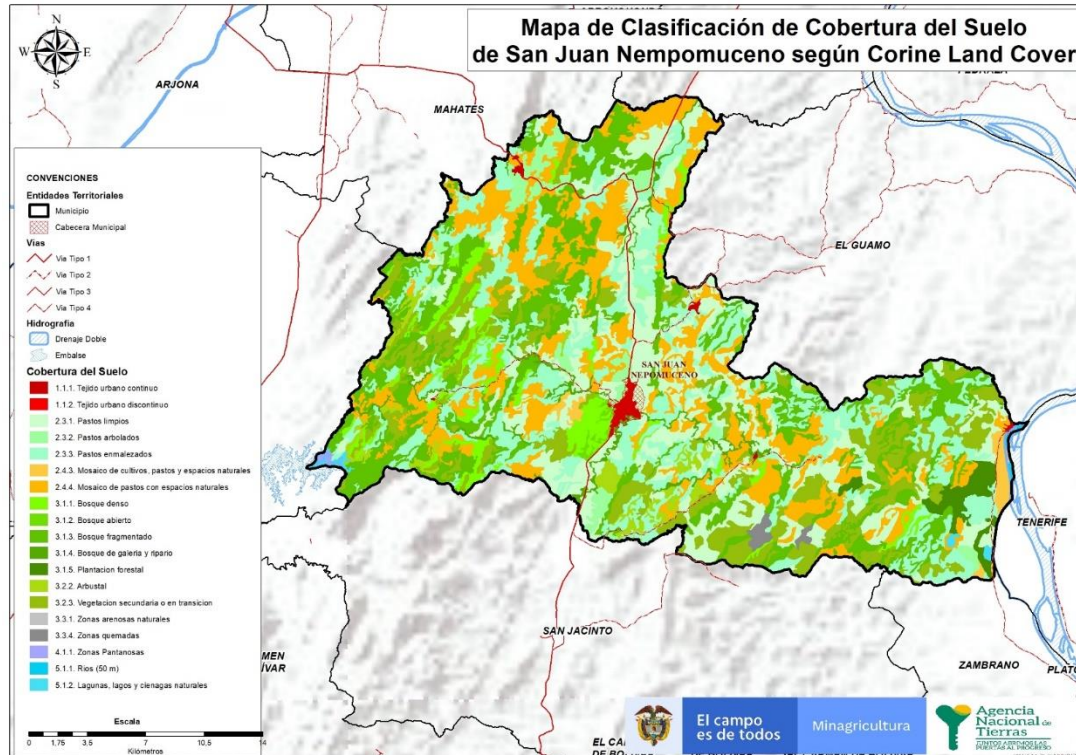 Mapa de Clasificación de Cobertura del Suelo
de San Juan Nempomuceno según Corine Land Cover
N
W
E
S
ARJONA
MAHATES
EL GUAMO
SAN JUAN
NEPOMUCENO
TENERIFE
SAN JACINTO
ZAMBRANO
PLATO
MEN
ÍVAR
CONVENCIONES
Entidades Territoriales
Municipio
Cabecera Municipal
Vías
Via Tipo 1
Via Tipo 2
Via Tipo 3
Via Tipo 4
Hidrografía
Drenaje Doble
Embalse
Cobertura del Suelo
1.1.1. Tejido urbano continuo
1.1.2. Tejido urbano discontinuo
2.3.1. Pastos limpios
2.3.2. Pastos arbolados
2.3.3. Pastos enmalezados
2.4.3. Mosaico de cultivos, pastos y espacios naturales
2.4.4. Mosaico de pastos con espacios naturales
3.1.1. Bosque denso
3.1.2. Bosque abierto
3.1.3. Bosque fragmentado
3.1.4. Bosque de galeria y ripario
3.1.5. Plantacion forestal
3.2.2. Arbustal
3.2.3. Vegetacion secundaria o en transicion
3.3.1. Zonas arenosas naturales
3.3.4. Zonas quemadas
4.1.1. Zonas Pantanosas
5.1.1. Rios (50 m)
5.1.2. Lagunas, lagos y cienagas naturales
Escala
0 1,75 3,5 7 10,5 14
Kilómetros
El campo
es de todos
Minagricultura
Agencia
Nacional de
Tierras